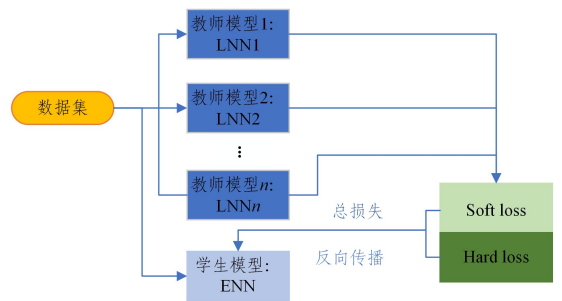 教师模型1:
LNN1
数据集
教师模型2:
LNN2
⋮
教师模型n:
LNNn
总损失
Soft loss
反向传播
Hard loss
学生模型:
ENN